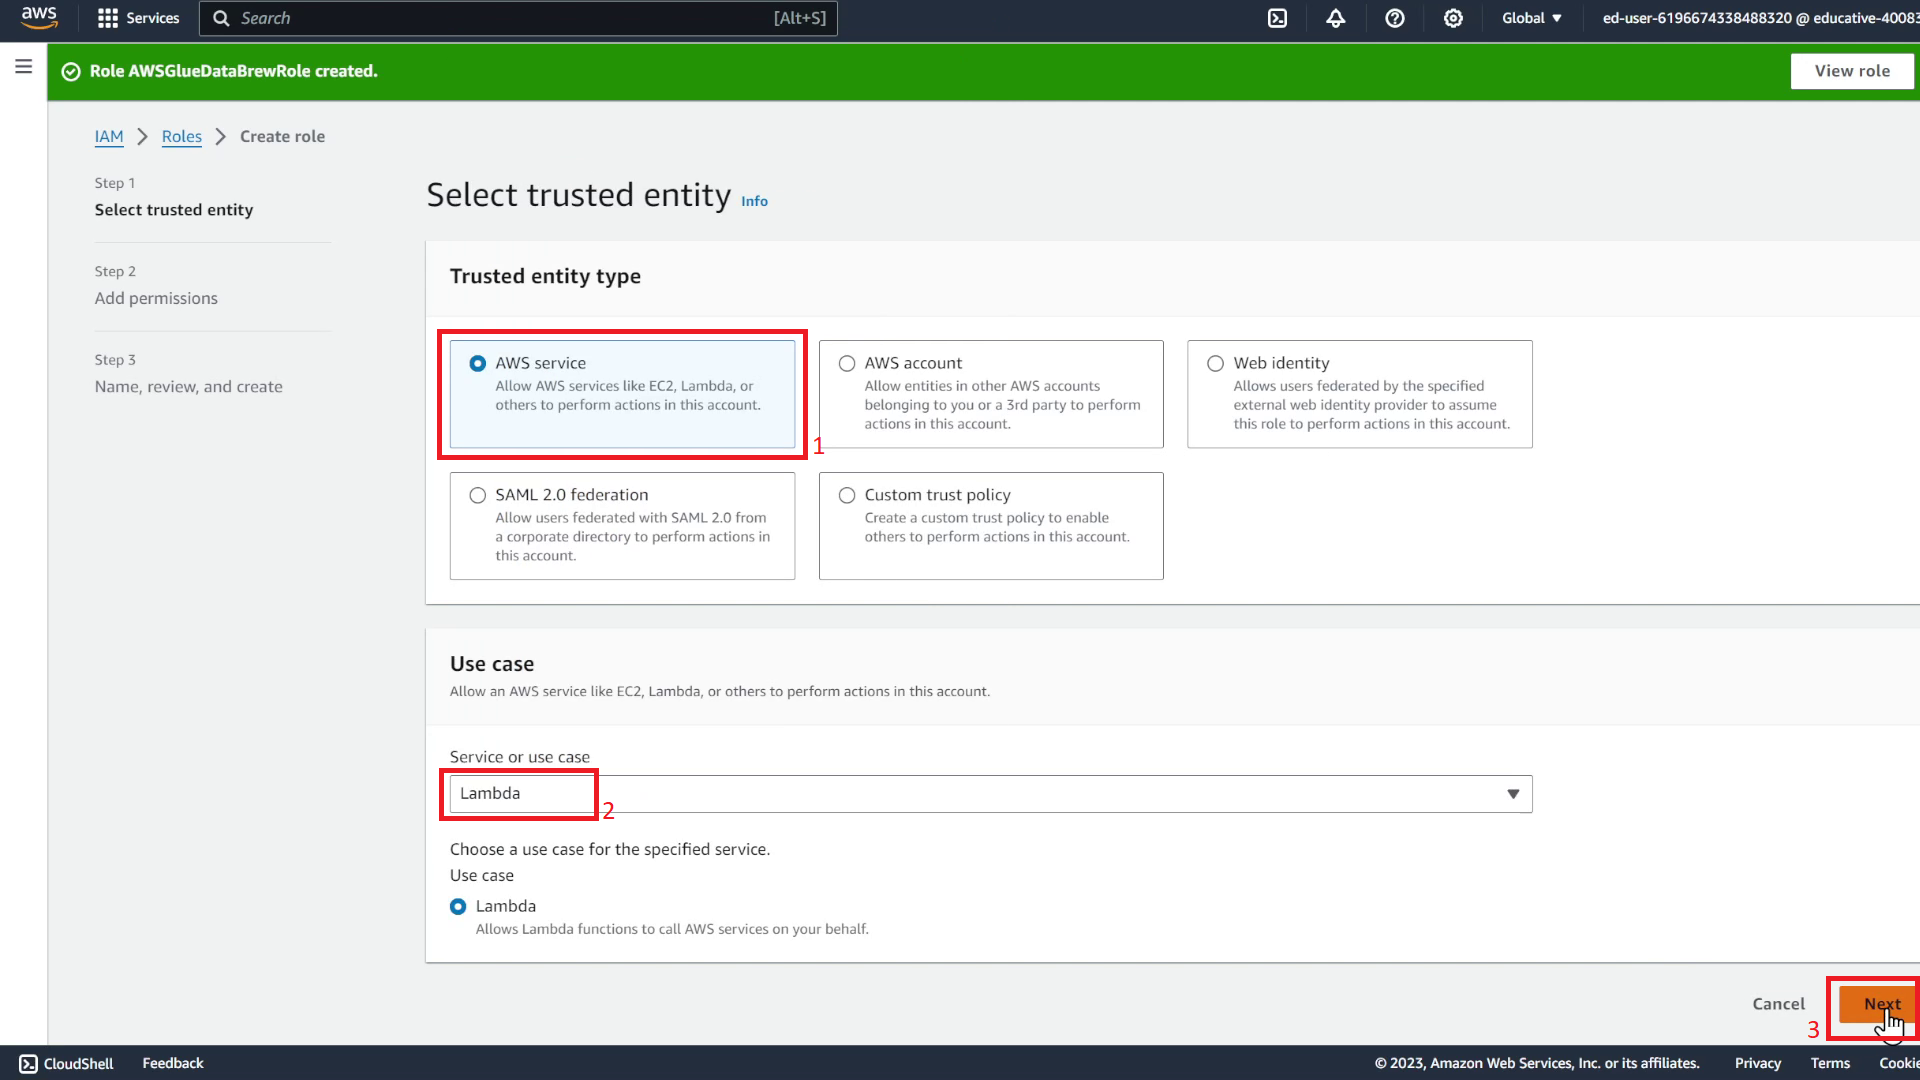 aws
Services
Search
[Alt+S]
Global
ed-user-6196674338488320 @ educative-40083
Role AWSGlueDataBrewRole created.
View role
IAM
Roles
Create role
Step 1
Select trusted entity
Step 2
Add permissions
Step 3
Name, review, and create
Select trusted entity Info
Trusted entity type
AWS service
Allow AWS services like EC2, Lambda, or
others to perform actions in this account.
1
AWS account
Allow entities in other AWS accounts
belonging to you or a 3rd party to perform
actions in this account.
Web identity
Allows users federated by the specified
external web identity provider to assume
this role to perform actions in this account.
SAML 2.0 federation
Allow users federated with SAML 2.0 from
a corporate directory to perform actions in
this account.
Custom trust policy
Create a custom trust policy to enable
others to perform actions in this account.
Use case
Allow an AWS service like EC2, Lambda, or others to perform actions in this account.
Service or use case
Lambda
2
Choose a use case for the specified service.
Use case
Lambda
Allows Lambda functions to call AWS services on your behalf.
Cancel
Next
3
CloudShell
Feedback
© 2023, Amazon Web Services, Inc. or its affiliates.
Privacy
Terms
Cookie